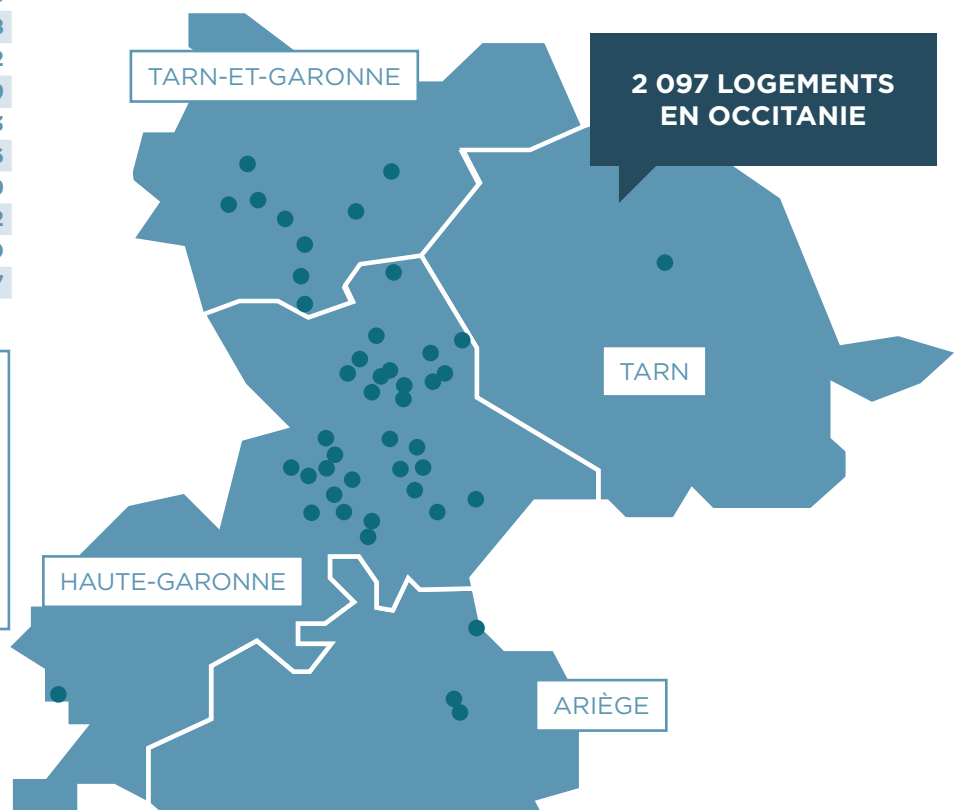 TARN-ET-GARONNE
2 097 LOGEMENTS
EN OCCITANIE
TARN
HAUTE-GARONNE
ARIÈGE